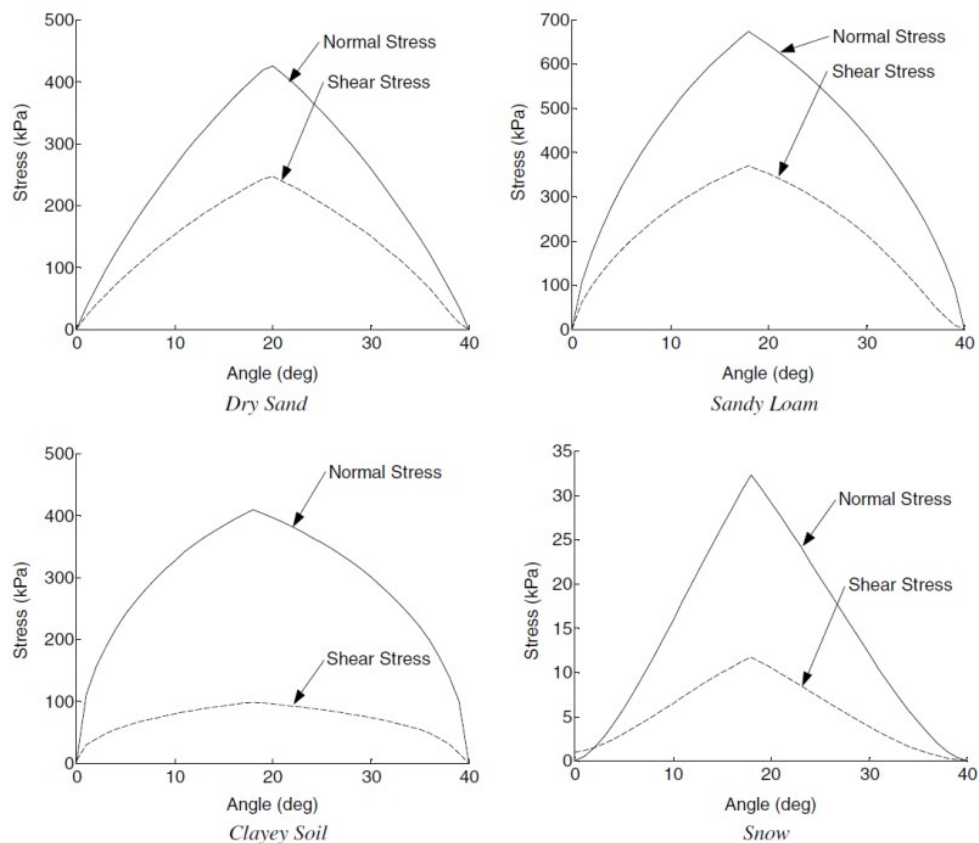 500
400
300
200
100
0
Stress (kPa)
Normal Stress
Shear Stress
0
10
20
30
40
Angle (deg)
Dry Sand
700
600
500
400
300
200
100
0
Stress (kPa)
Normal Stress
Shear Stress
0
10
20
30
40
Angle (deg)
Sandy Loam
500
400
300
200
100
0
Stress (kPa)
Normal Stress
Shear Stress
0
10
20
30
40
Angle (deg)
Clayey Soil
35
30
25
20
15
10
5
0
Stress (kPa)
Normal Stress
Shear Stress
0
10
20
30
40
Angle (deg)
Snow